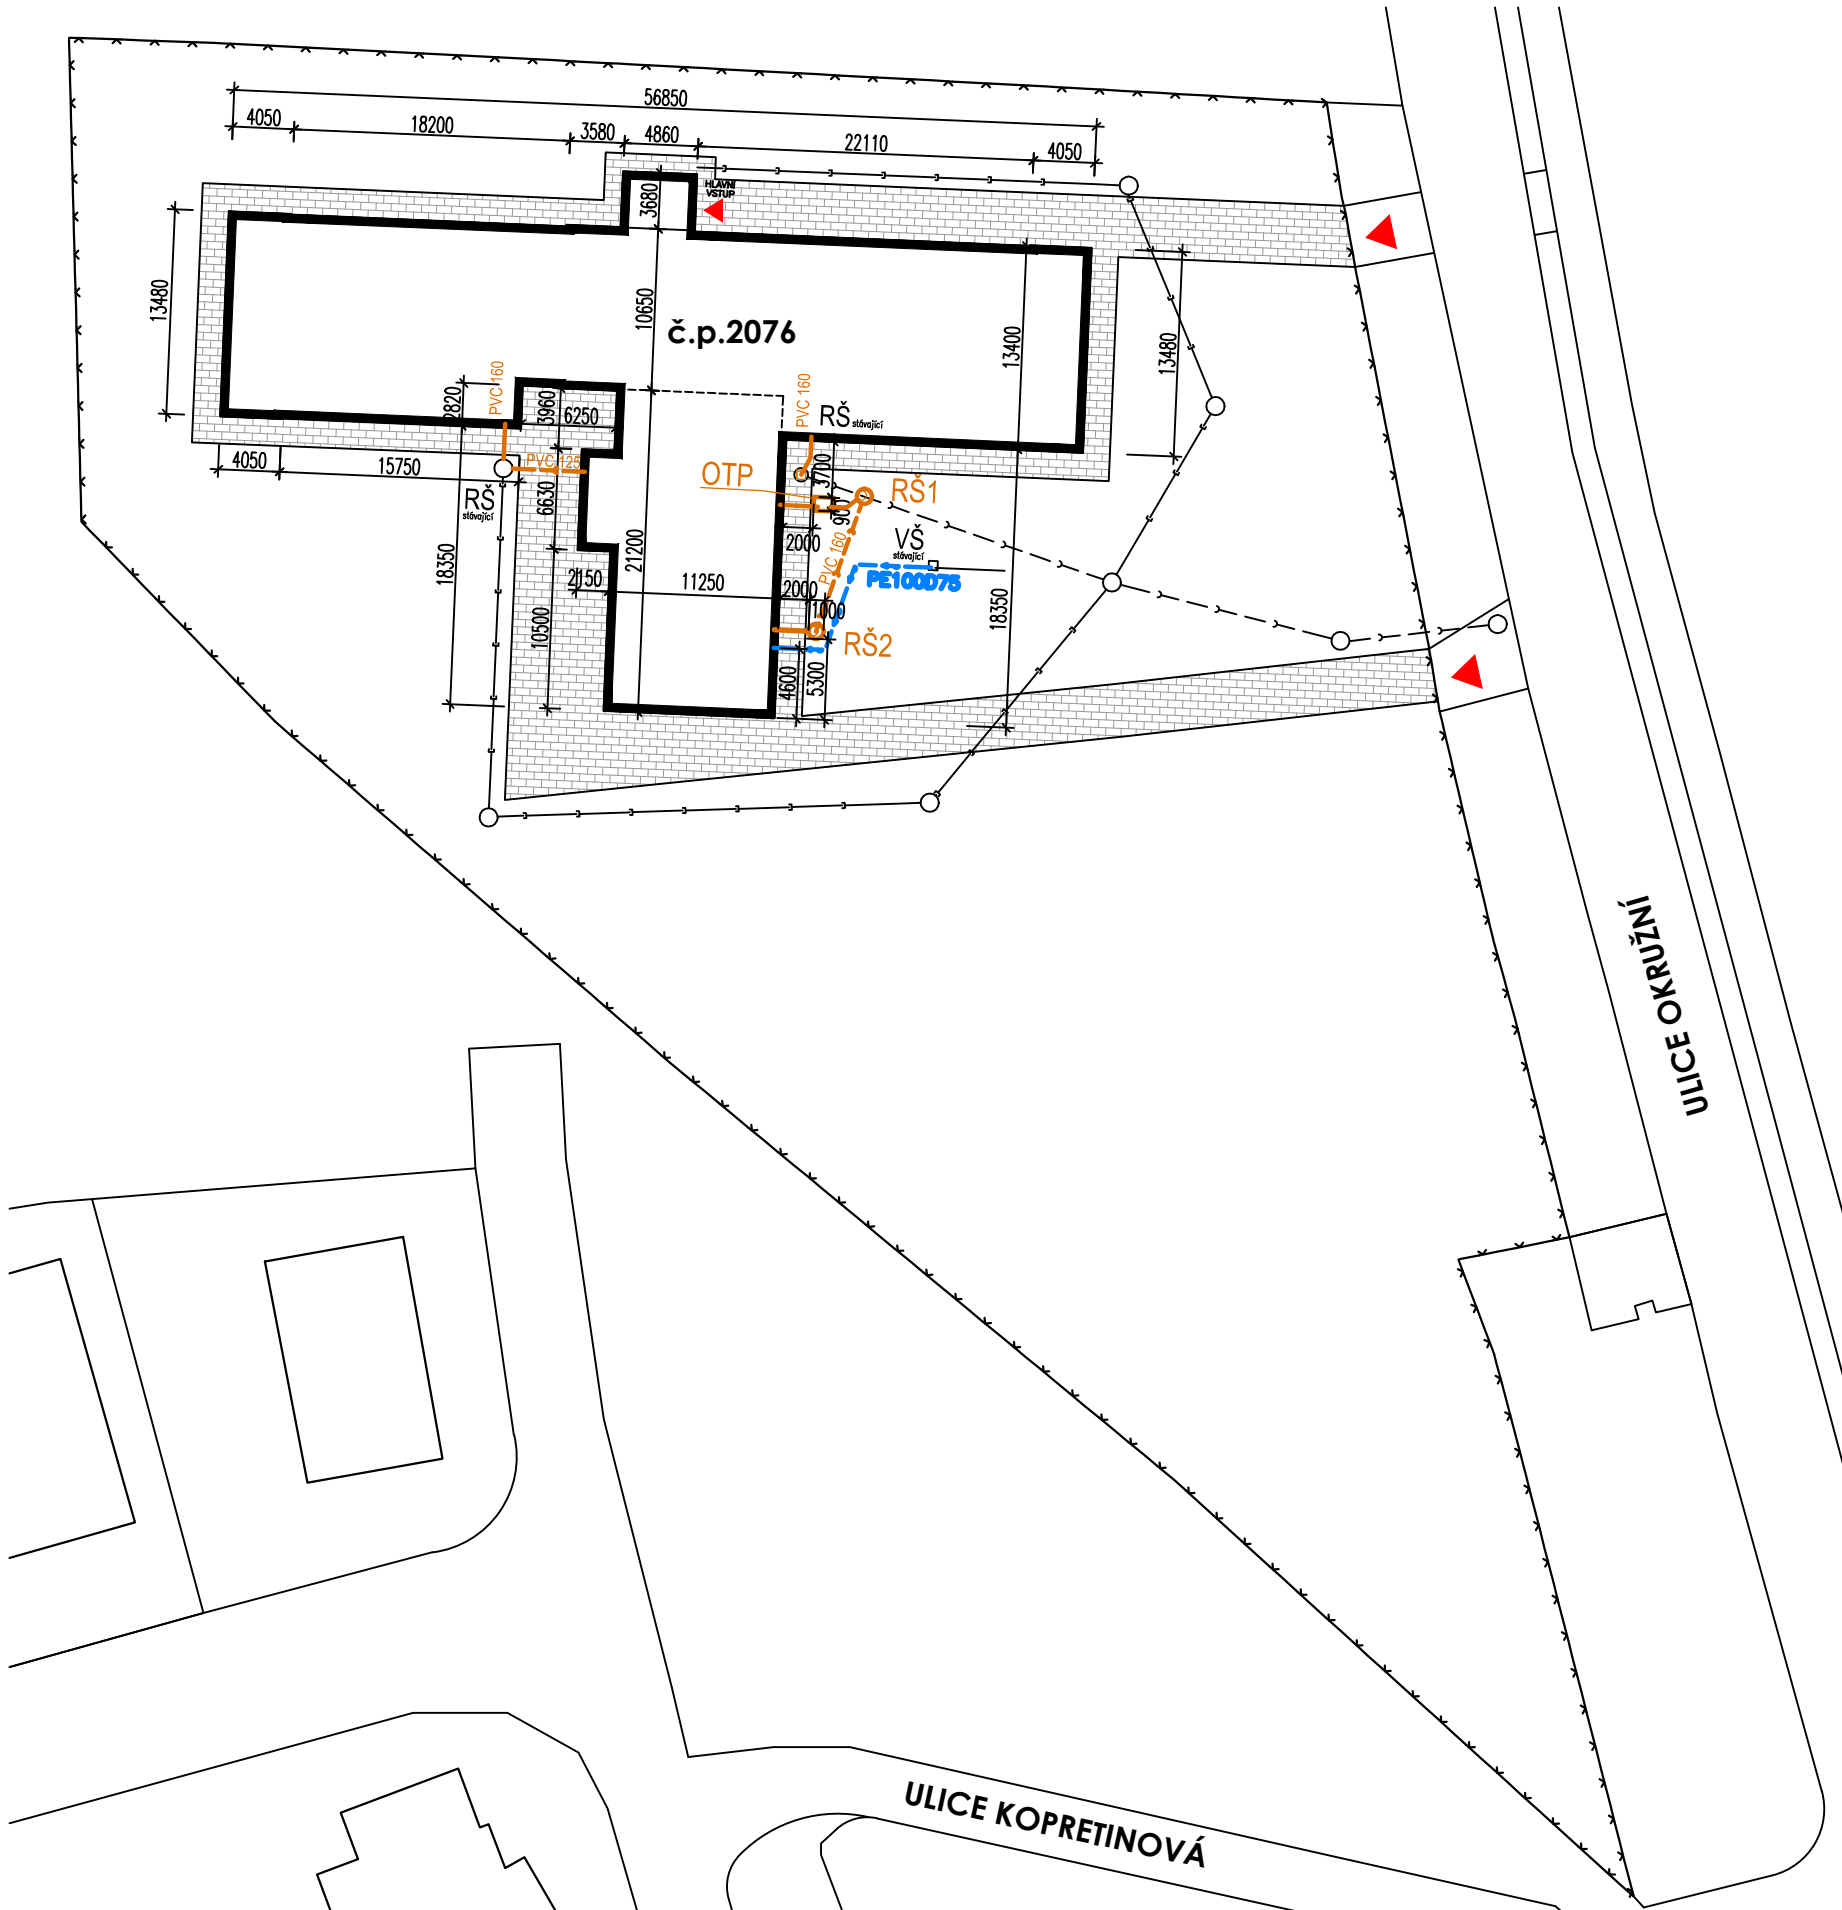 56850
4050
18200
3580
4860
22110
4050
HLAVNÍ
VSTUP
3680
13480
10650
č.p.2076
13400
13480
PVC 160
2820
3960
6250
PVC 160
RŠ
stávající
4050
15750
PVC 125
RŠ
stávající
6630
OTP
3700
900
RŠ1
2000
VŠ
stávající
PVC 160
PE100D75
18350
21200
2150
11250
2000
1000
18350
10500
RŠ2
4600
5300
ULICE OKRUŽNÍ
ULICE KOPRETINOVÁ